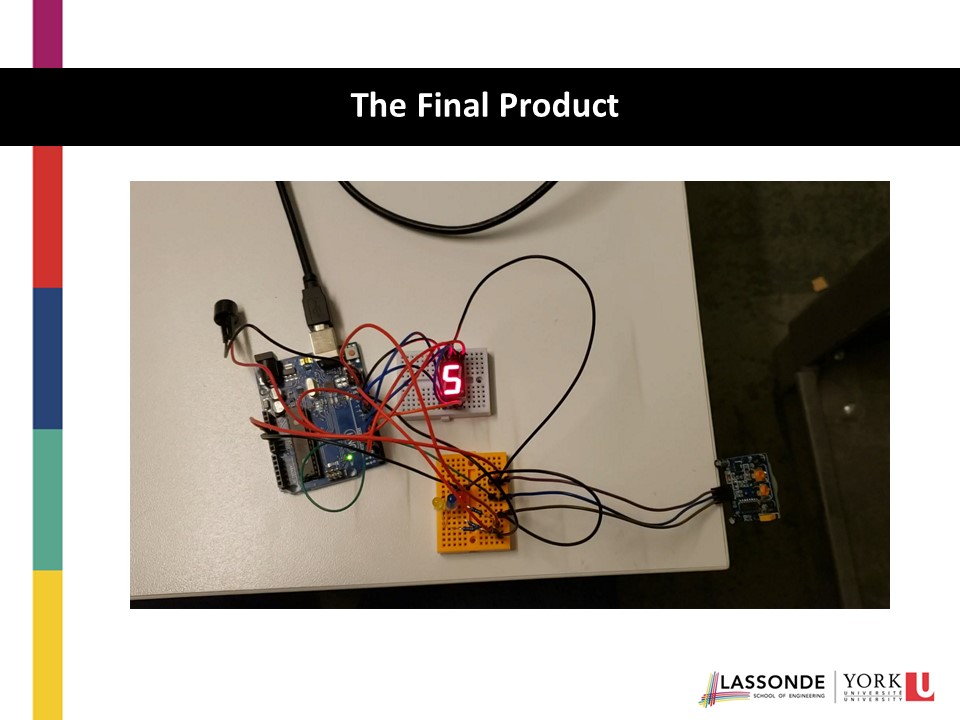 The Final Product
5
LASSONDE
SCHOOL OF ENGINEERING
YORK
UNIVERSITÉ
UNIVERSITY
U